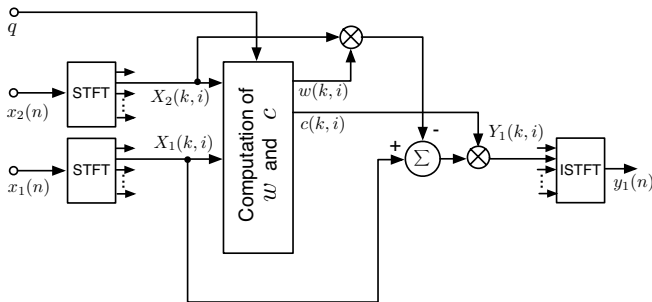 q
STFT
x_2(n)
X_2(k, i)
Computation of
w and c
w(k, i)
c(k, i)
-
STFT
x_1(n)
X_1(k, i)
+
Σ
Y_1(k, i)
ISTFT
y_1(n)